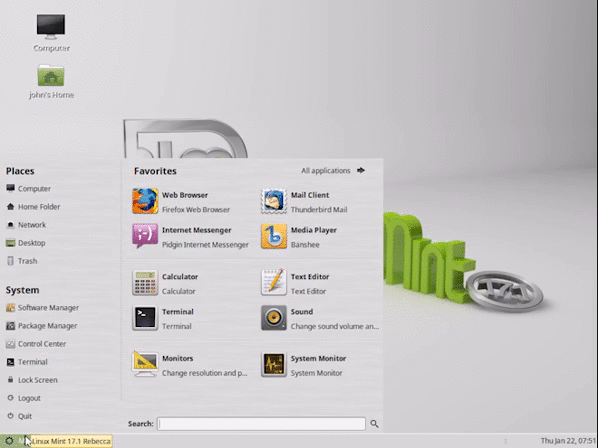 Computer
john's Home
Places
Computer
Home Folder
Network
Desktop
Trash
System
Software Manager
Package Manager
Control Center
Terminal
Lock Screen
Logout
Quit
Favorites
All applications
Web Browser
Firefox Web Browser
Mail Client
Thunderbird Mail
Internet Messenger
Pidgin Internet Messenger
Media Player
Banshee
Calculator
Calculator
Text Editor
Text Editor
Terminal
Terminal
Sound
Change sound volume an...
Monitors
Change resolution and p...
System Monitor
System Monitor
Search:
Mint
17.1
Linux Mint 17.1 Rebecca
Thu Jan 22, 07:51